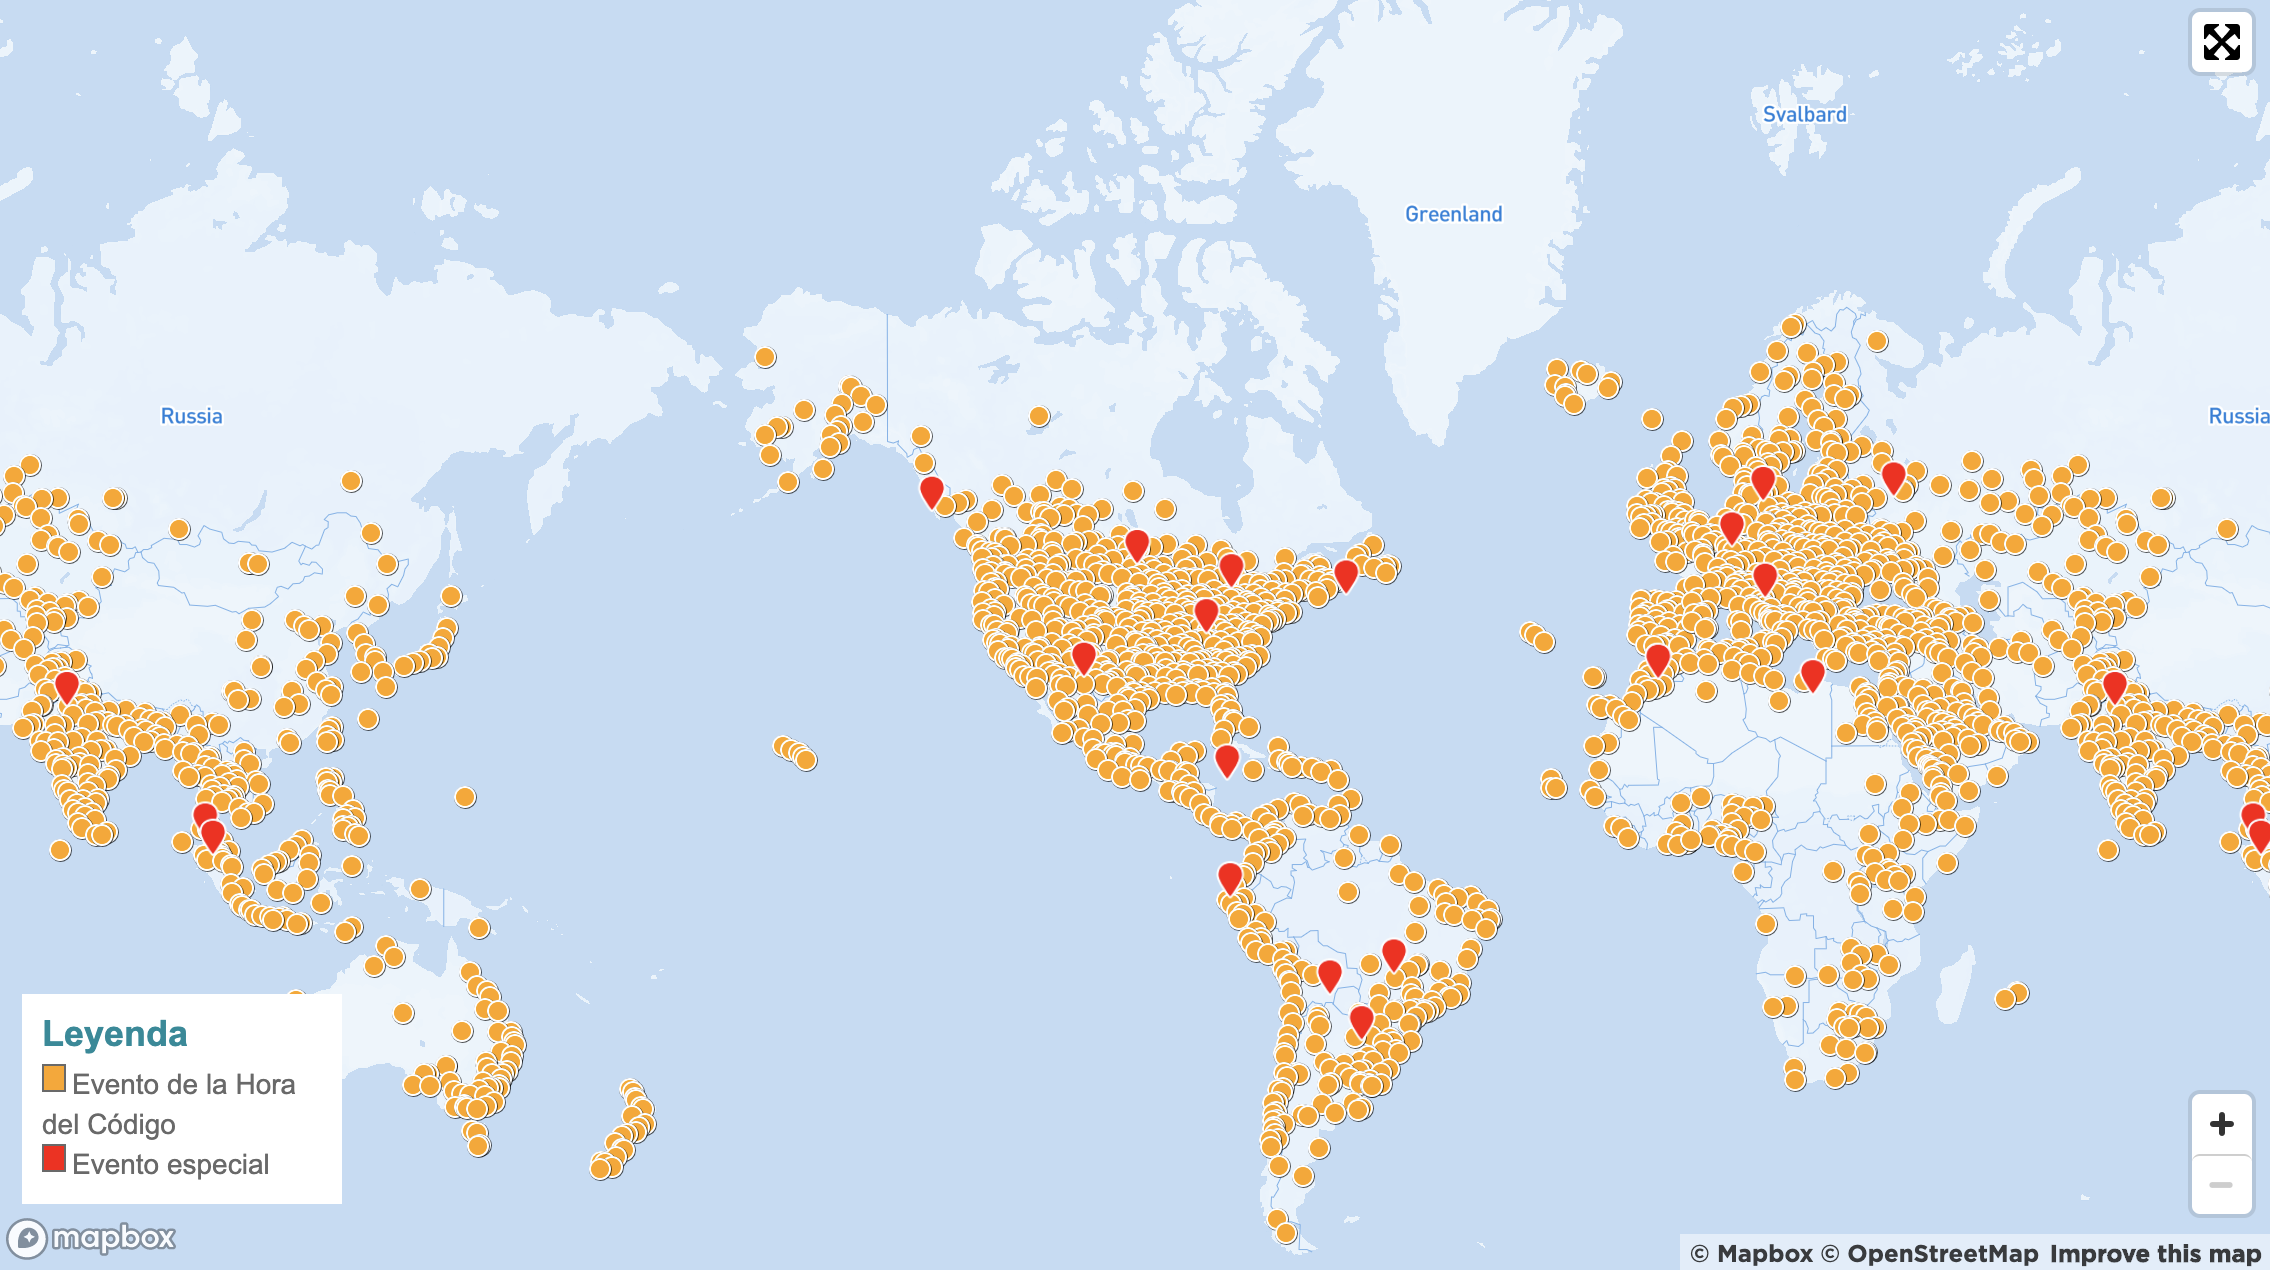 Svalbard
Greenland
Russia
Russia
Leyenda
Evento de la Hora
del Código
Evento especial
+
−
mapbox
© Mapbox © OpenStreetMap Improve this map